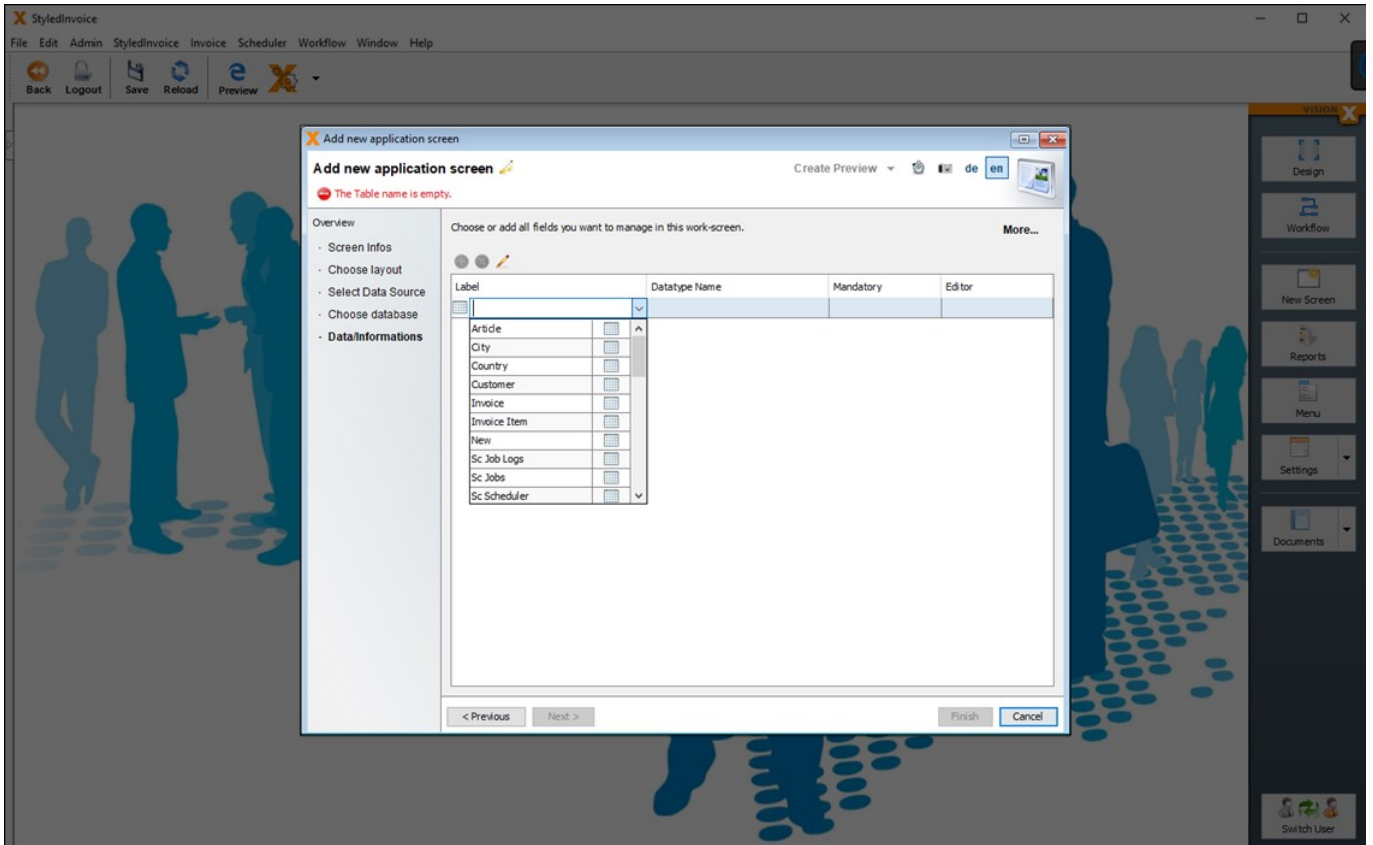 StyledInvoice
File Edit Admin StyledInvoice Invoice Scheduler Workflow Window Help
Back Logout Save Reload Preview
VISION X
Add new application screen
Add new application screen
Create Preview de en
The Table name is empty.
Overview
· Screen Infos
· Choose layout
· Select Data Source
· Choose database
· Data/Informations
Choose or add all fields you want to manage in this work-screen.
More...
Label Datatype Name Mandatory Editor
Article
City
Country
Customer
Invoice
Invoice Item
New
Sc Job Logs
Sc Jobs
Sc Scheduler
< Previous Next > Finish Cancel
Design
Workflow
New Screen
Reports
Menu
Settings
Documents
Switch User